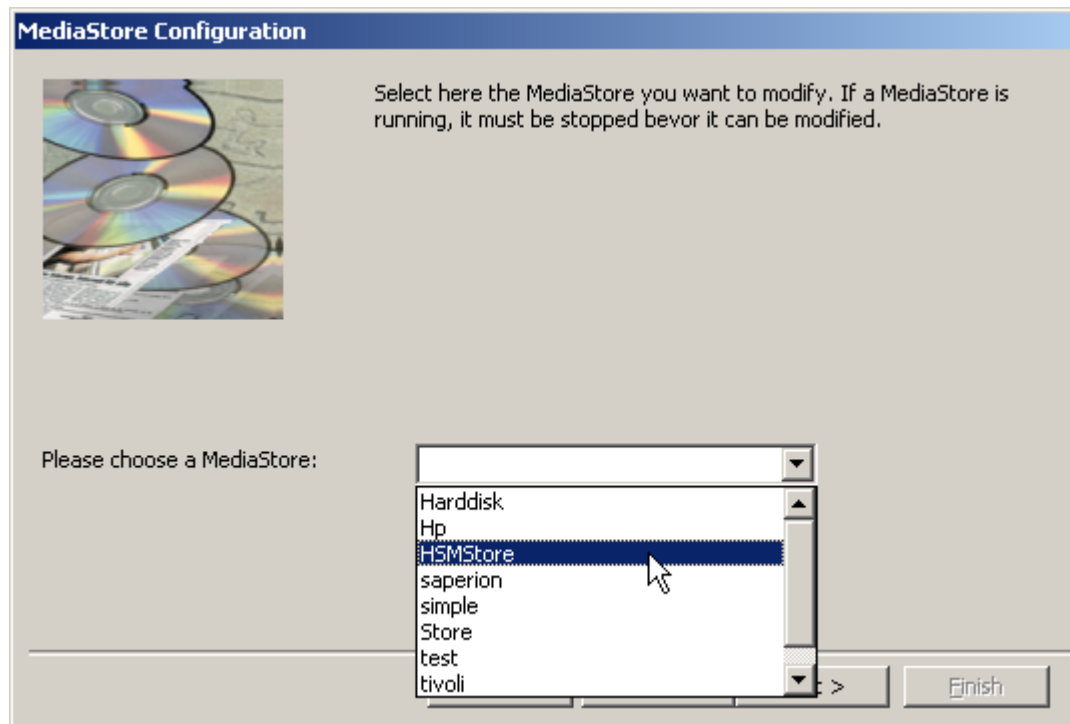 MediaStore Configuration
Select here the MediaStore you want to modify. If a MediaStore is
running, it must be stopped bevor it can be modified.
Please choose a MediaStore:
Harddisk
Hp
HSMStore
saperion
simple
Store
test
tivoli
>
Finish